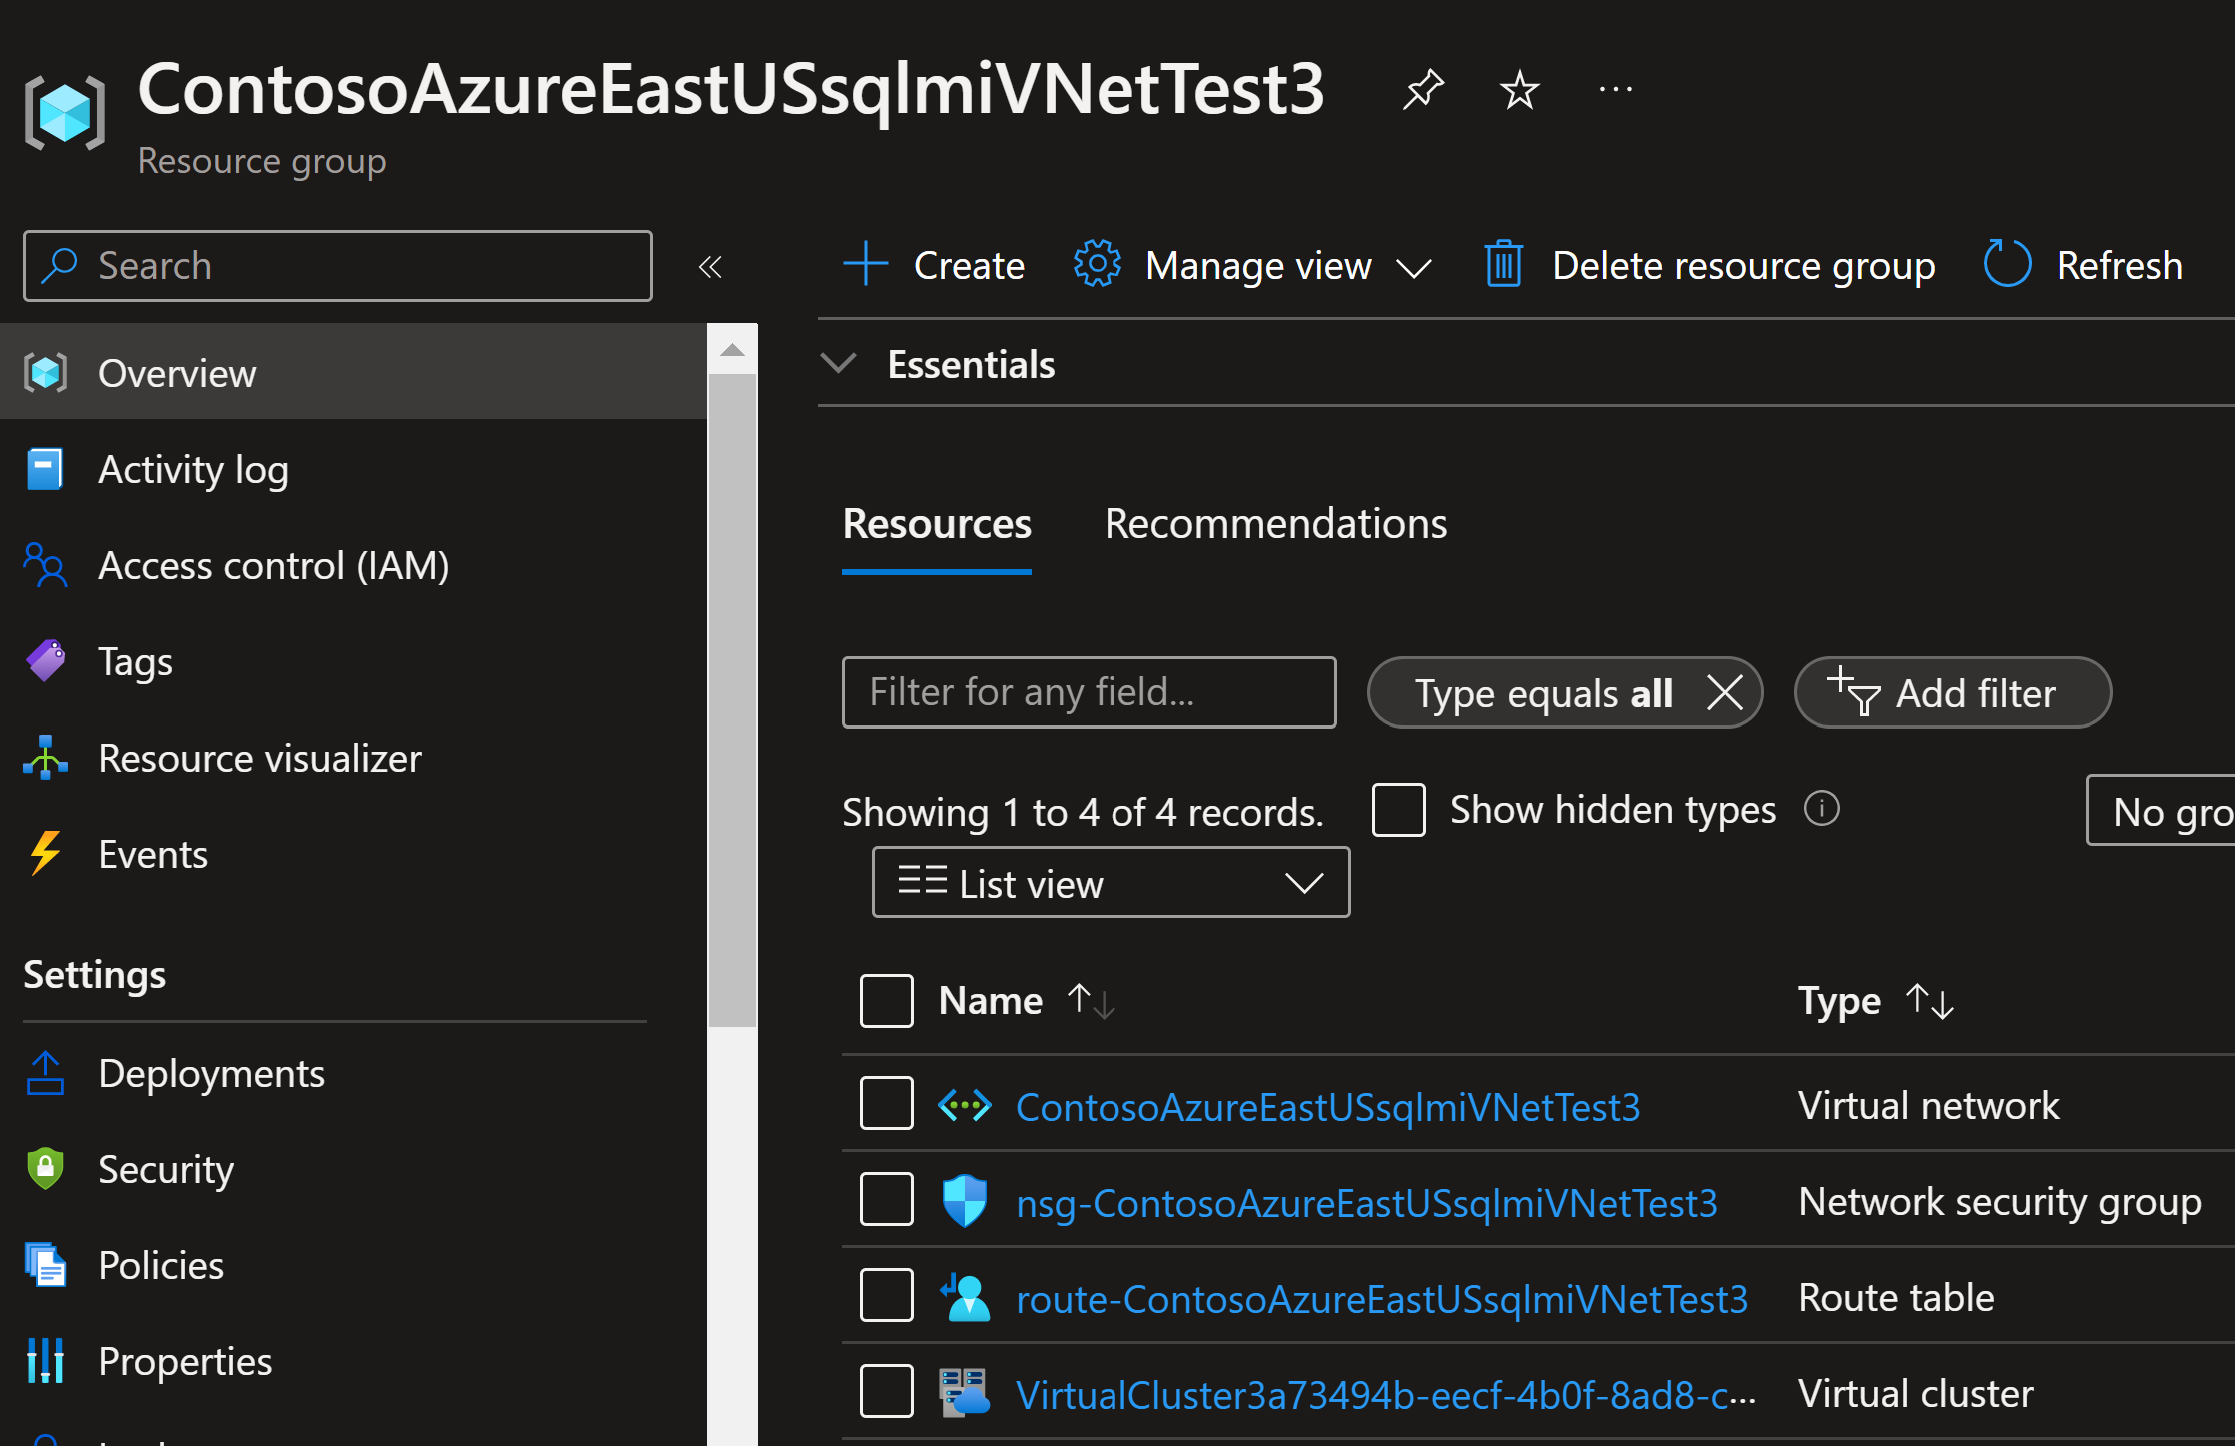 ContosoAzureEastUSsqlmiVNetTest3
Resource group
Search
Create
Manage view
Delete resource group
Refresh
Overview
Activity log
Access control (IAM)
Tags
Resource visualizer
Events
Settings
Deployments
Security
Policies
Properties
Essentials
Resources
Recommendations
Filter for any field...
Type equals all
Add filter
Showing 1 to 4 of 4 records.
Show hidden types
No gro
List view
Name
Type
ContosoAzureEastUSsqlmiVNetTest3
Virtual network
nsg-ContosoAzureEastUSsqlmiVNetTest3
Network security group
route-ContosoAzureEastUSsqlmiVNetTest3
Route table
VirtualCluster3a73494b-eecf-4b0f-8ad8-c...
Virtual cluster